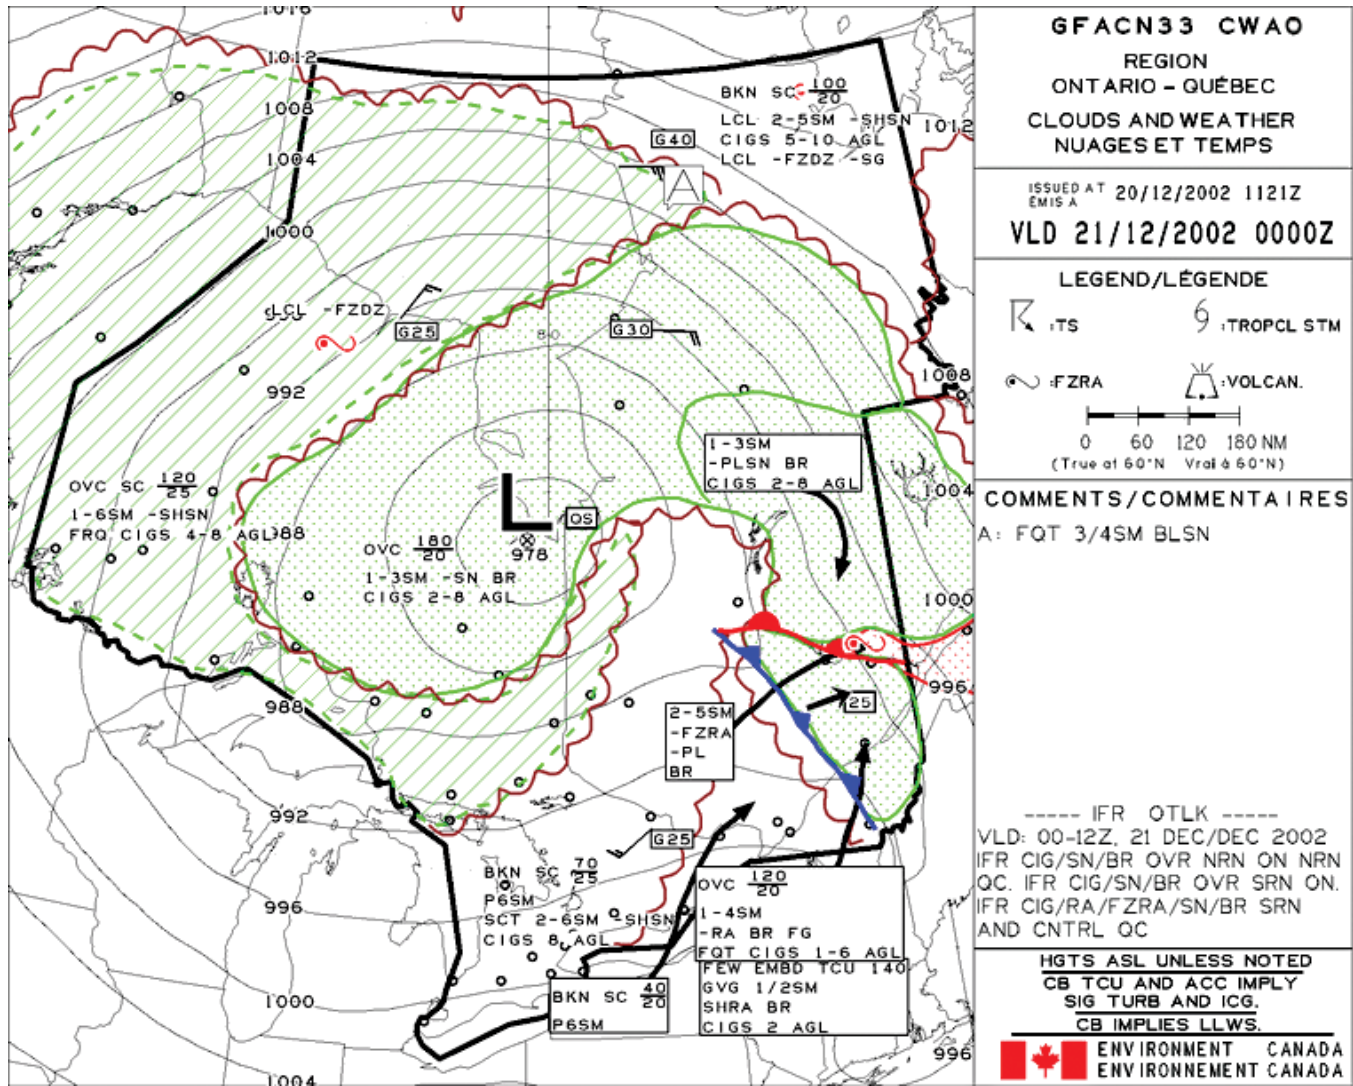 GFACN33 CWAO
REGION
ONTARIO - QUÉBEC
CLOUDS AND WEATHER
NUAGES ET TEMPS
ISSUED AT
ÉMIS A
20/12/2002 1121Z
VLD 21/12/2002 0000Z
LEGEND/LÉGENDE
:TS
:TROPCL STM
:FZRA
:VOLCAN.
0 60 120 180 NM
(True at 60°N Vrai à 60°N)
COMMENTS/COMMENTAIRES
A: FQT 3/4SM BLSN
----- IFR OTLK -----
VLD: 00-12Z, 21 DEC/DEC 2002
IFR CIG/SN/BR OVR NRN ON NRN
QC. IFR CIG/SN/BR OVR SRN ON.
IFR CIG/RA/FZRA/SN/BR SRN
AND CNTRL QC
HGTS ASL UNLESS NOTED
CB TCU AND ACC IMPLY
SIG TURB AND ICG.
CB IMPLIES LLWS.
ENVIRONMENT CANADA
ENVIRONNEMENT CANADA
1016
1012
1008
1004
1000
992
988
988
992
996
1000
1004
1012
1008
1004
1000
996
996
BKN SC 100/20
LCL 2-5SM -SHSN
CIGS 5-10 AGL
LCL -FZDZ -SG
G40
A
LCL -FZDZ
G25
G30
80
1-3SM
-PLSN BR
CIGS 2-8 AGL
OVC SC 120/25
1-6SM -SHSN
FRQ CIGS 4-8 AGL
L
QS
978
OVC 180/20
1-3SM -SN BR
CIGS 2-8 AGL
25
2-5SM
-FZRA
-PL
BR
G25
BKN SC 70/25
P6SM
SCT 2-6SM -SHSN
CIGS 8 AGL
OVC 120/20
1-4SM
-RA BR FG
FQT CIGS 1-6 AGL
FEW EMBD TCU 140
GVG 1/2SM
SHRA BR
CIGS 2 AGL
BKN SC 40/20
P6SM